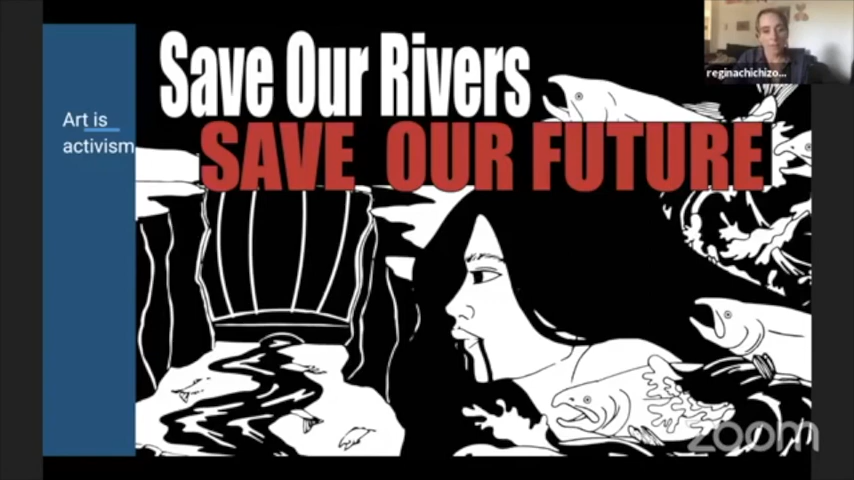 Save Our Rivers
SAVE OUR FUTURE
Art is
activism
reginachichizo...
zoom